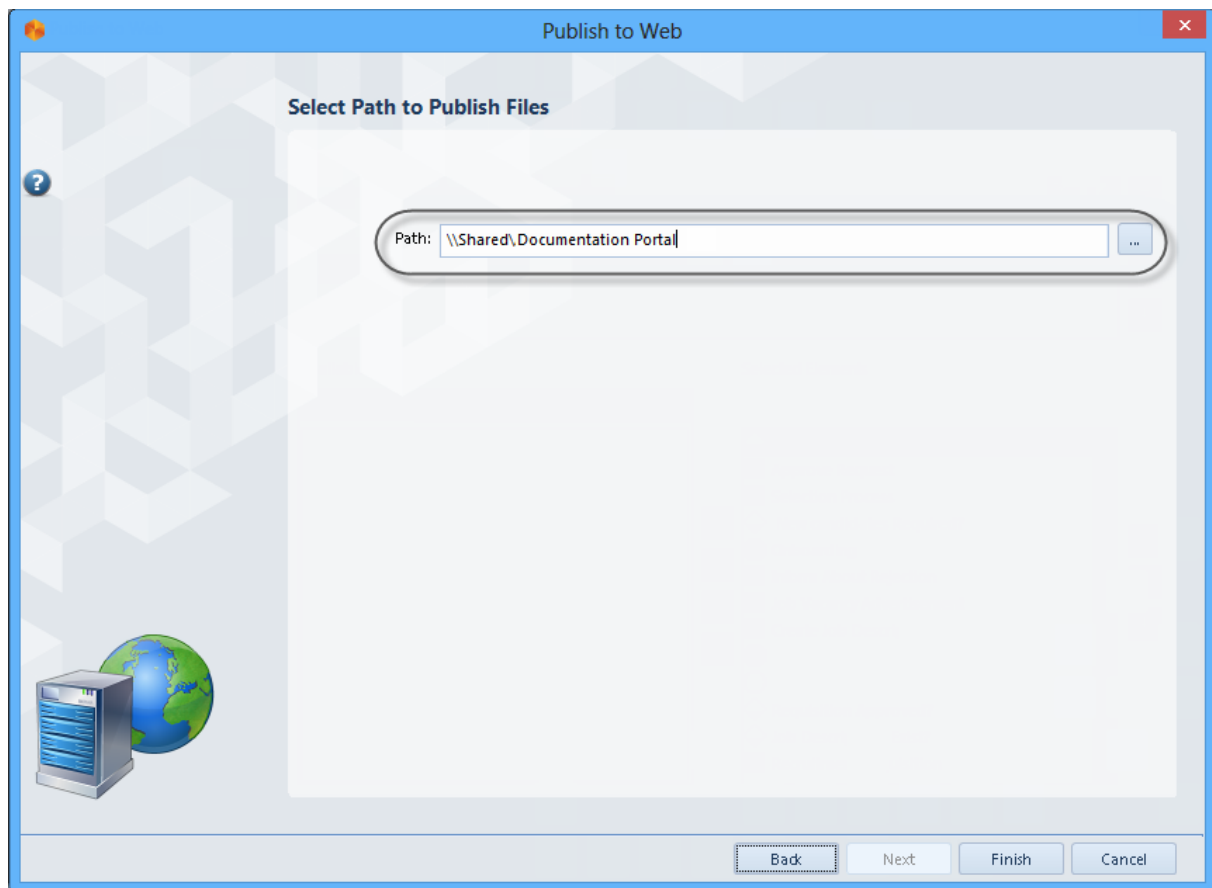 Publish to Web
Select Path to Publish Files
?
Path: \\Shared\Documentation Portal ...
Back Next Finish Cancel